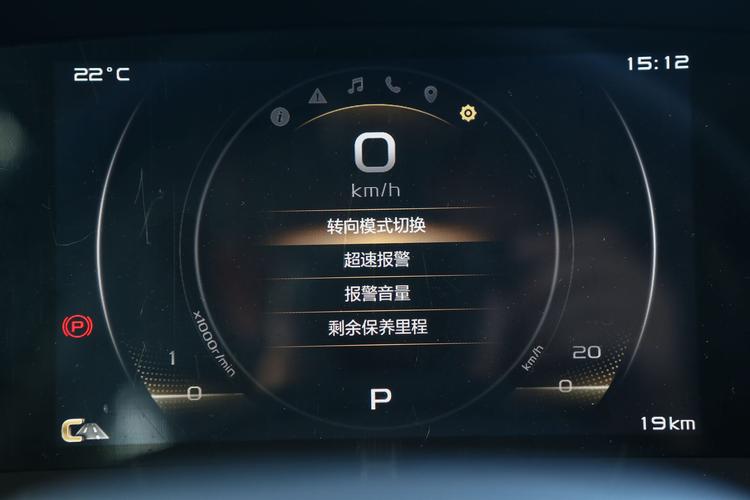 22°C
15:12
0
km/h
转向模式切换
超速报警
报警音量
剩余保养里程
P
x1000r/min
km/h
1
20
0
0
P
C
19km